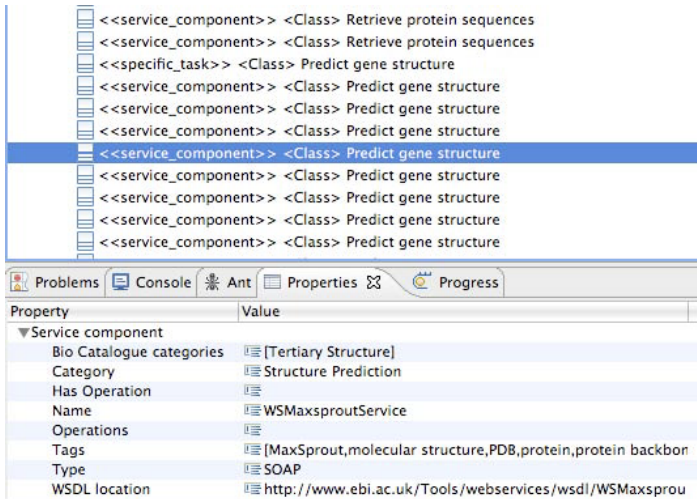 <<service_component>> <Class> Retrieve protein sequences
<<service_component>> <Class> Retrieve protein sequences
<<specific_task>> <Class> Predict gene structure
<<service_component>> <Class> Predict gene structure
<<service_component>> <Class> Predict gene structure
<<service_component>> <Class> Predict gene structure
<<service_component>> <Class> Predict gene structure
<<service_component>> <Class> Predict gene structure
<<service_component>> <Class> Predict gene structure
<<service_component>> <Class> Predict gene structure
<<service_component>> <Class> Predict gene structure
Problems Console Ant Properties Progress
Property Value
Service component
Bio Catalogue categories [Tertiary Structure]
Category Structure Prediction
Has Operation
Name WSMaxsproutService
Operations
Tags [MaxSprout,molecular structure,PDB,protein,protein backbon
Type SOAP
WSDL location http://www.ebi.ac.uk/Tools/webservices/wsdl/WSMaxsprou